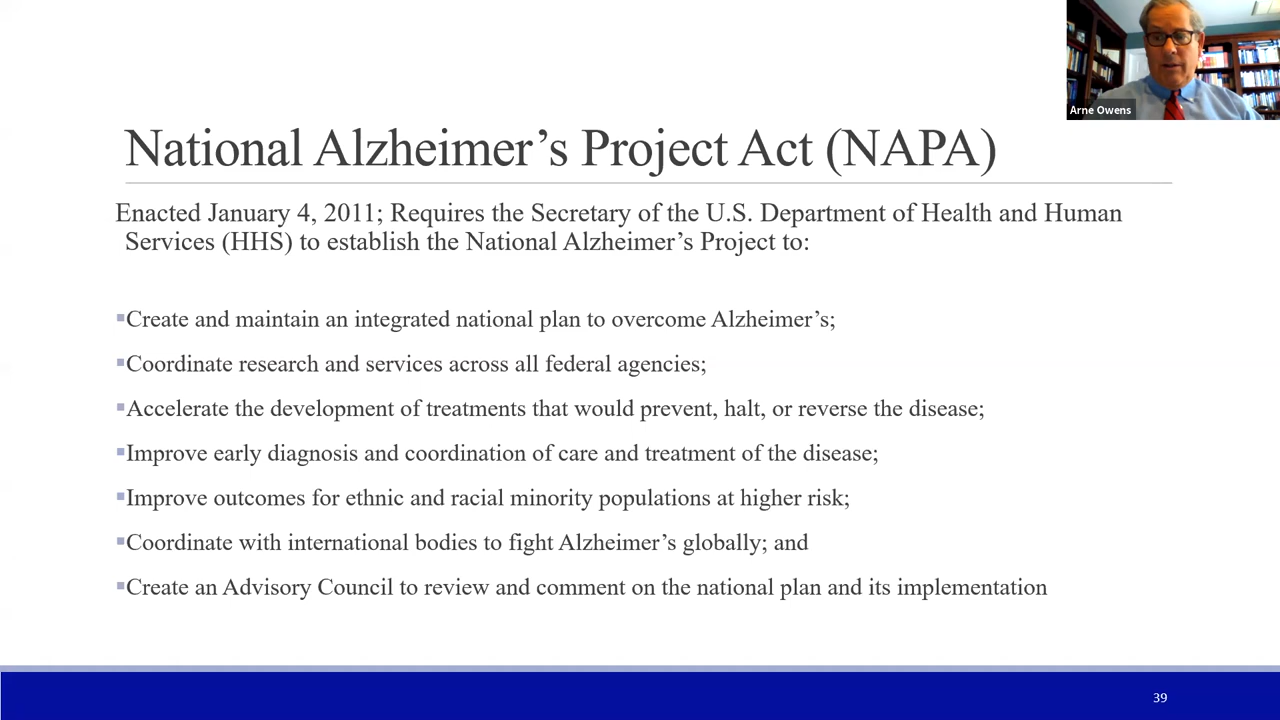 Arne Owens
National Alzheimer’s Project Act (NAPA)
Enacted January 4, 2011; Requires the Secretary of the U.S. Department of Health and Human
Services (HHS) to establish the National Alzheimer’s Project to:
▪Create and maintain an integrated national plan to overcome Alzheimer’s;
▪Coordinate research and services across all federal agencies;
▪Accelerate the development of treatments that would prevent, halt, or reverse the disease;
▪Improve early diagnosis and coordination of care and treatment of the disease;
▪Improve outcomes for ethnic and racial minority populations at higher risk;
▪Coordinate with international bodies to fight Alzheimer’s globally; and
▪Create an Advisory Council to review and comment on the national plan and its implementation
39